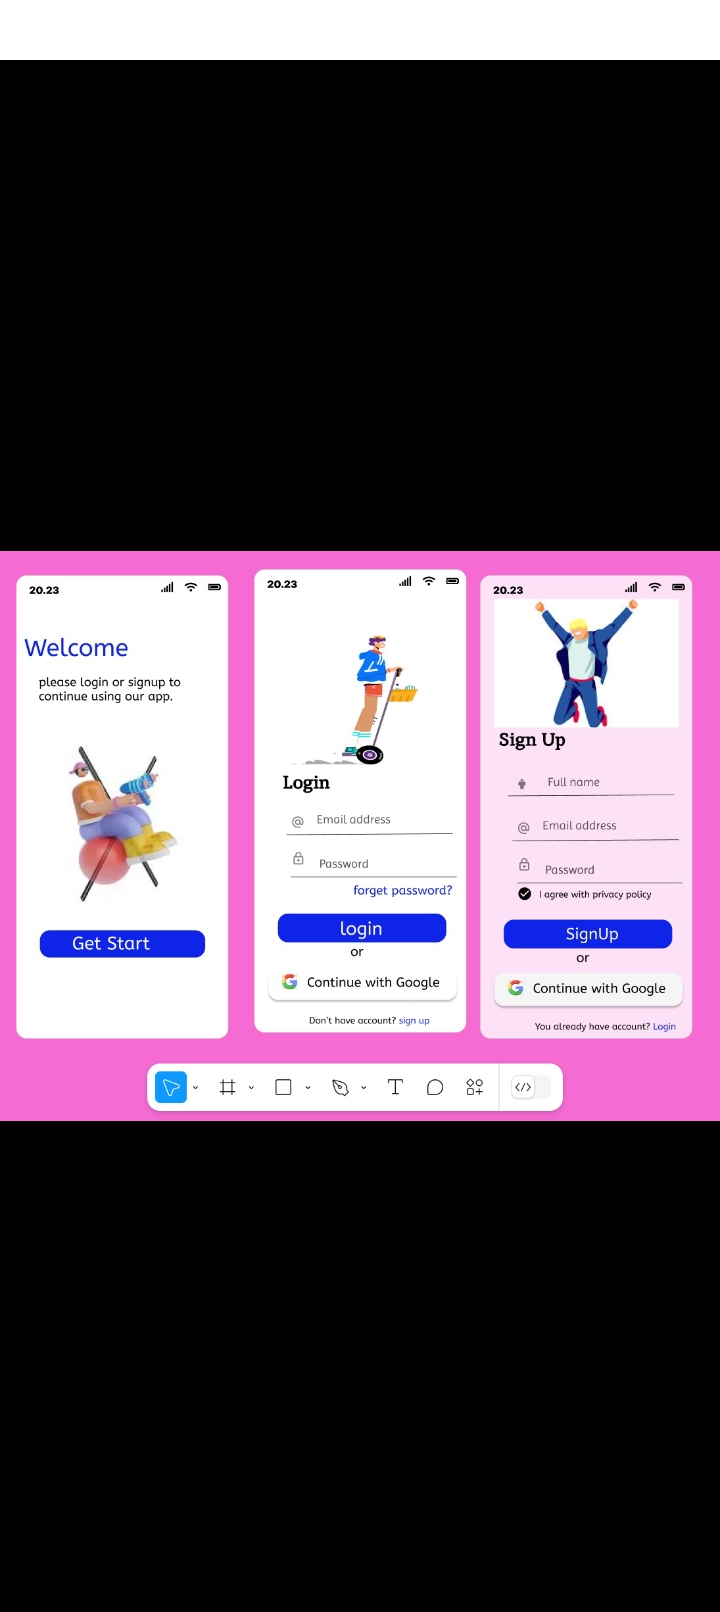 20.23
Welcome
please login or signup to
continue using our app.
Get Start
20.23
Login
@ Email address
Password
forget password?
login
or
G Continue with Google
Don't have account? sign up
20.23
Sign Up
Full name
@ Email address
Password
I agree with privacy policy
SignUp
or
G Continue with Google
You already have account? Login
T </>